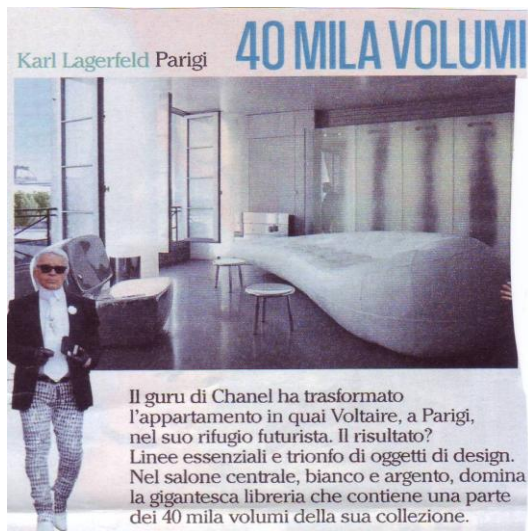 Karl Lagerfeld Parigi 40 MILA VOLUMI
Il guru di Chanel ha trasformato
l'appartamento in quai Voltaire, a Parigi,
nel suo rifugio futurista. Il risultato?
Linee essenziali e trionfo di oggetti di design.
Nel salone centrale, bianco e argento, domina
la gigantesca libreria che contiene una parte
dei 40 mila volumi della sua collezione.